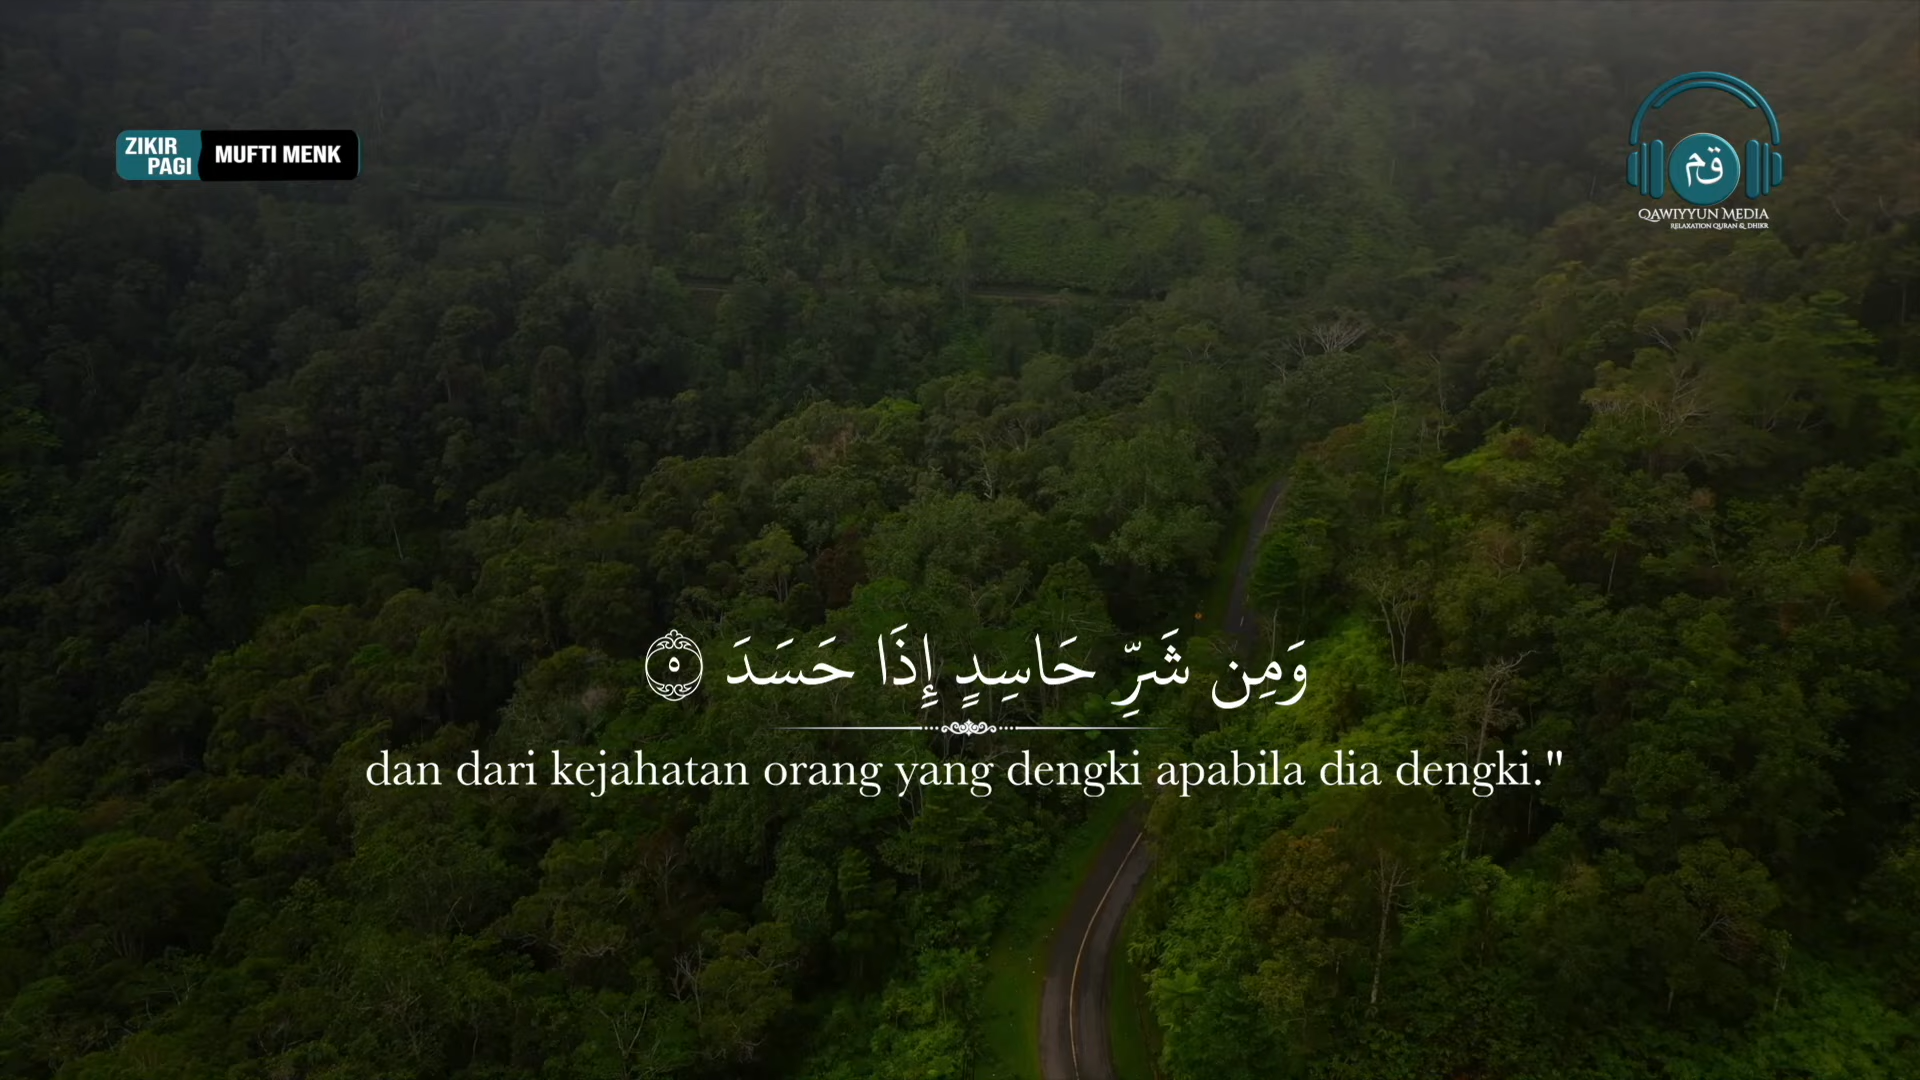 ZIKIR
PAGI
MUFTI MENK
قم
QAWIYYUN MEDIA
RELAXATION QURAN & DHIKR
وَمِن شَرِّ حَاسِدٍ إِذَا حَسَدَ ٥
dan dari kejahatan orang yang dengki apabila dia dengki."